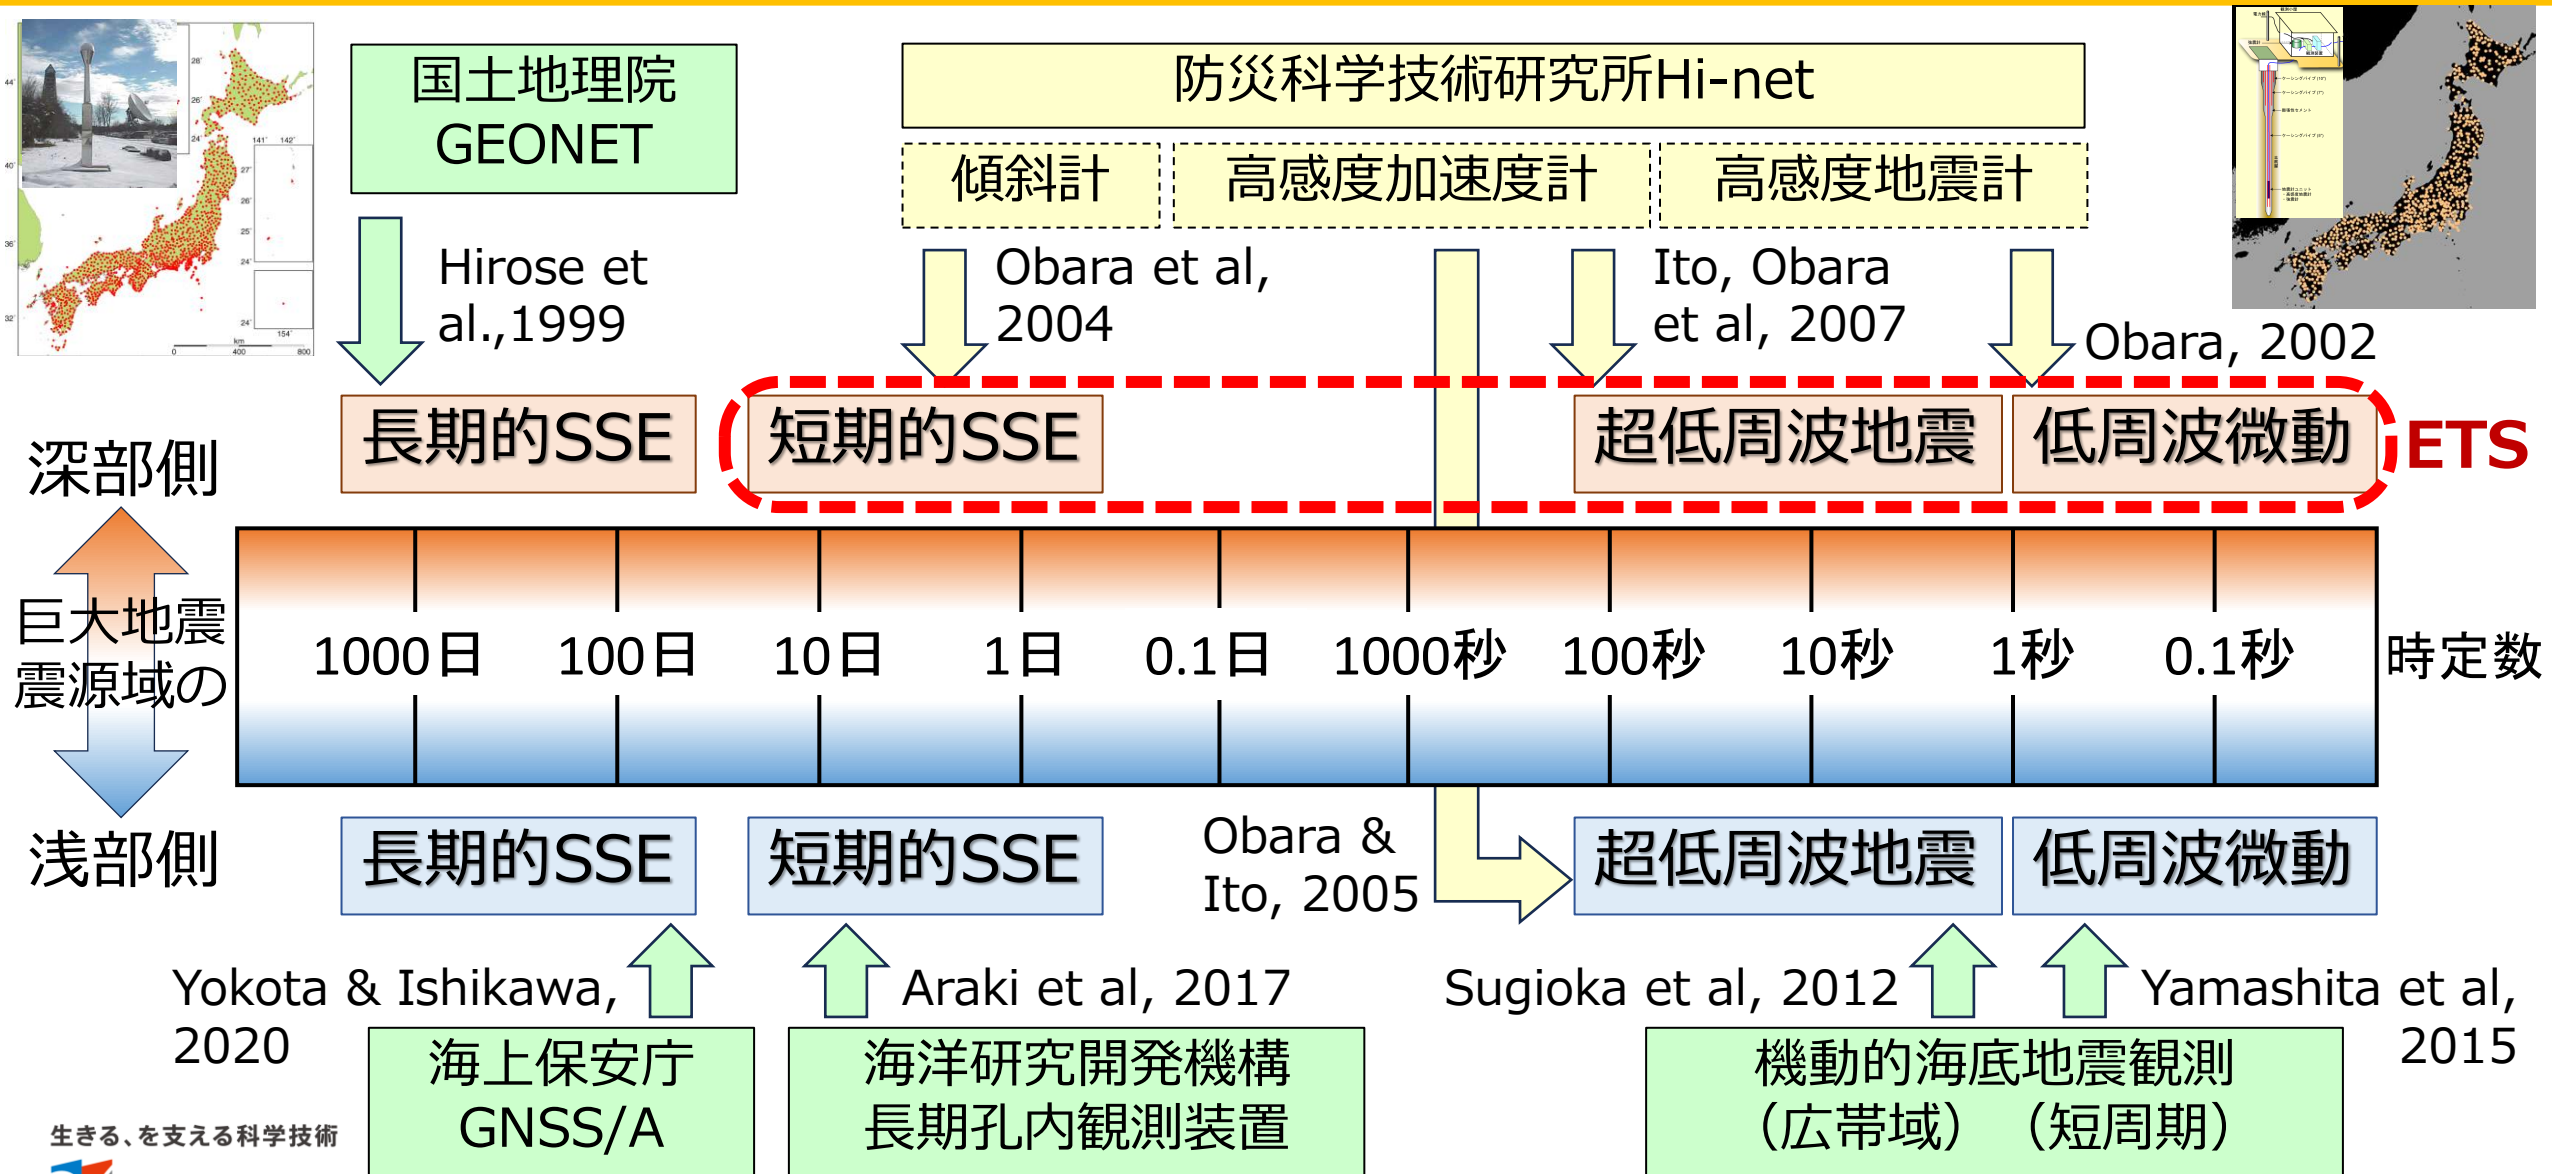 国土地理院
GEONET
防災科学技術研究所Hi-net
傾斜計
高感度加速度計
高感度地震計
Hirose et
al.,1999
Obara et al,
2004
Ito, Obara
et al, 2007
Obara, 2002
長期的SSE
短期的SSE
超低周波地震
低周波微動
ETS
深部側
巨大地震
震源域の
1000日
100日
10日
1日
0.1日
1000秒
100秒
10秒
1秒
0.1秒
時定数
浅部側
長期的SSE
短期的SSE
Obara &
Ito, 2005
超低周波地震
低周波微動
Yokota & Ishikawa,
2020
Araki et al, 2017
Sugioka et al, 2012
Yamashita et al,
2015
海上保安庁
GNSS/A
海洋研究開発機構
長期孔内観測装置
機動的海底地震観測
（広帯域）（短周期）
生きる、を支える科学技術